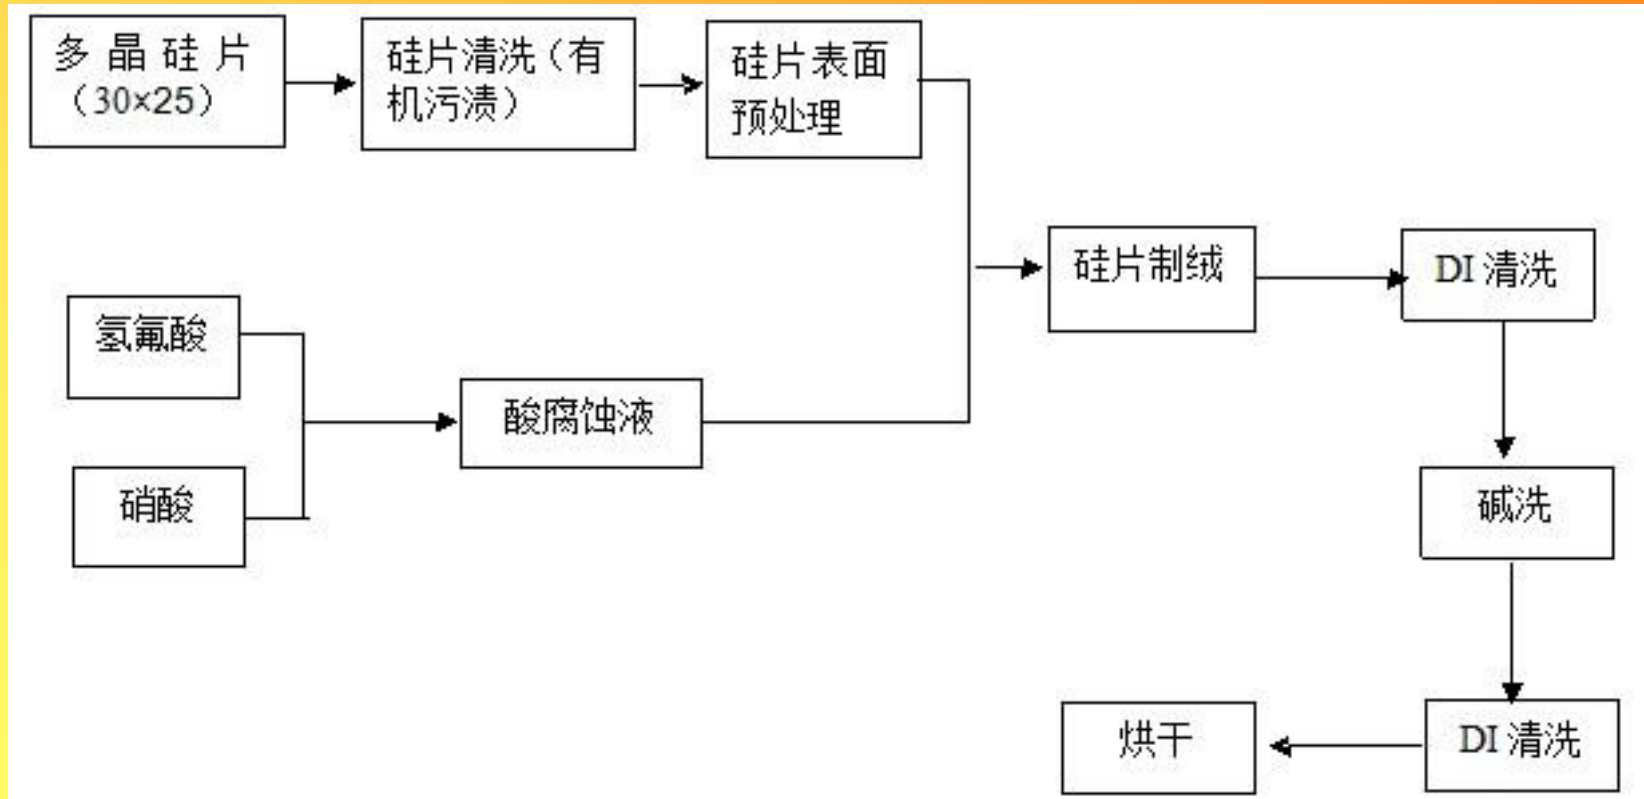 多晶硅片
（30×25）
硅片清洗（有
机污渍）
硅片表面
预处理
氢氟酸
硝酸
酸腐蚀液
硅片制绒
DI 清洗
碱洗
DI 清洗
烘干